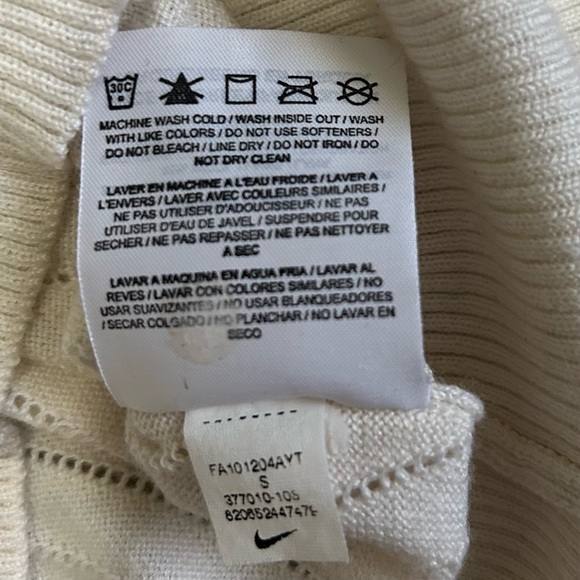 30C
MACHINE WASH COLD / WASH INSIDE OUT / WASH
WITH LIKE COLORS / DO NOT USE SOFTENERS /
DO NOT BLEACH / LINE DRY / DO NOT IRON / DO
NOT DRY CLEAN
LAVER EN MACHINE A L'EAU FROIDE / LAVER A
L'ENVERS / LAVER AVEC COULEURS SIMILAIRES /
NE PAS UTILISER D'ADOUCISSEUR / NE PAS
UTILISER D'EAU DE JAVEL / SUSPENDRE POUR
SECHER / NE PAS REPASSER / NE PAS NETTOYER
A SEC
LAVAR A MAQUINA EN AGUA FRIA / LAVAR AL
REVES / LAVAR CON COLORES SIMILARES / NO
USAR SUAVIZANTES / NO USAR BLANQUEADORES
/ SECAR COLGADO / NO PLANCHAR / NO LAVAR EN
SECO
FA101204AYT
S
377010-105